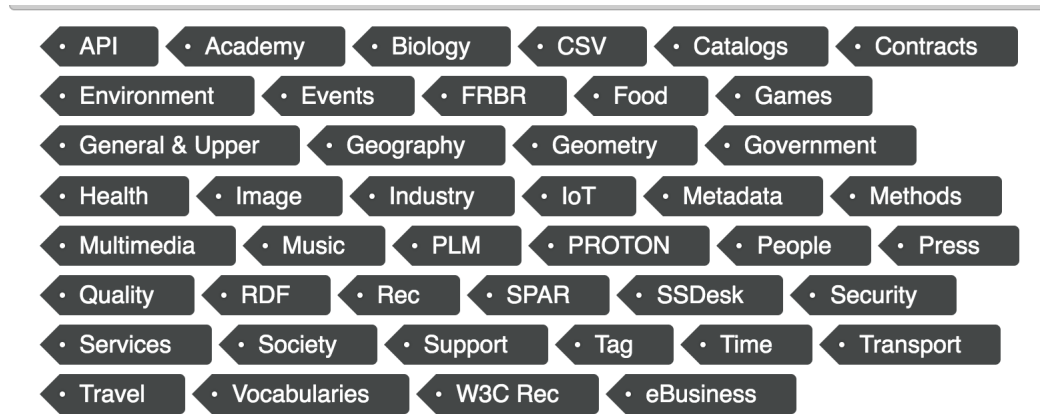 • API • Academy • Biology • CSV • Catalogs • Contracts
• Environment • Events • FRBR • Food • Games
• General & Upper • Geography • Geometry • Government
• Health • Image • Industry • IoT • Metadata • Methods
• Multimedia • Music • PLM • PROTON • People • Press
• Quality • RDF • Rec • SPAR • SSDesk • Security
• Services • Society • Support • Tag • Time • Transport
• Travel • Vocabularies • W3C Rec • eBusiness